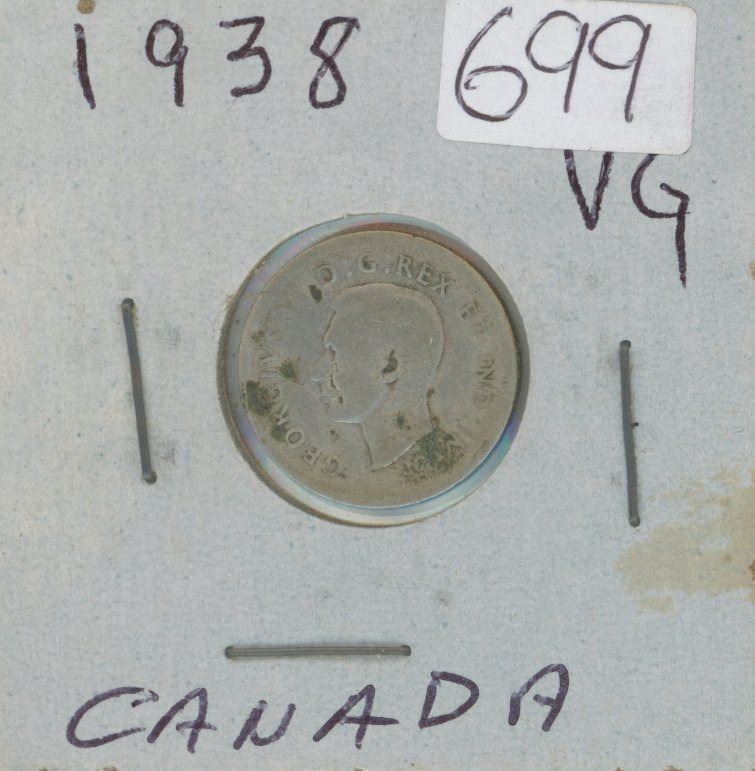 1938
699
VG
D:G:REX ET IND
GEORGIVS VI
CANADA